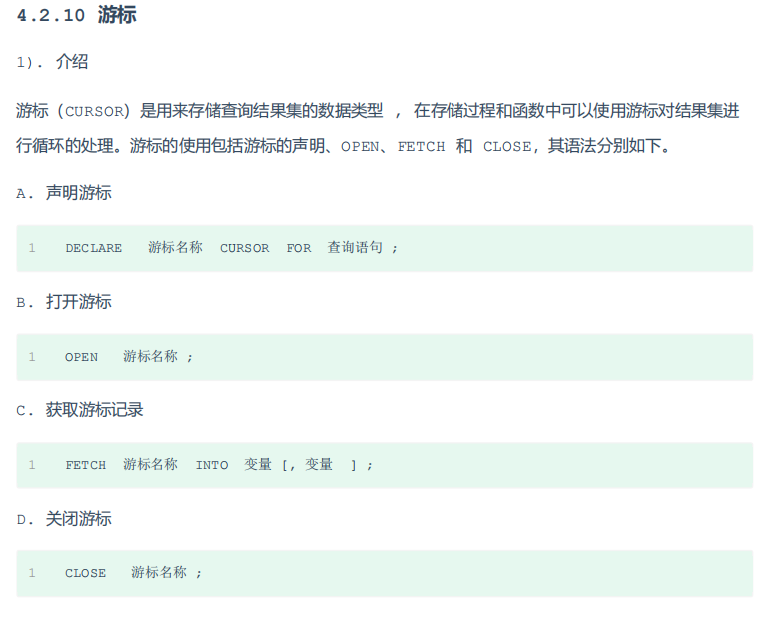 4.2.10 游标
1). 介绍
游标（CURSOR）是用来存储查询结果集的数据类型 , 在存储过程和函数中可以使用游标对结果集进
行循环的处理。游标的使用包括游标的声明、OPEN、FETCH 和 CLOSE，其语法分别如下。
A. 声明游标
1 DECLARE 游标名称 CURSOR FOR 查询语句 ;
B. 打开游标
1 OPEN 游标名称 ;
C. 获取游标记录
1 FETCH 游标名称 INTO 变量 [, 变量 ] ;
D. 关闭游标
1 CLOSE 游标名称 ;